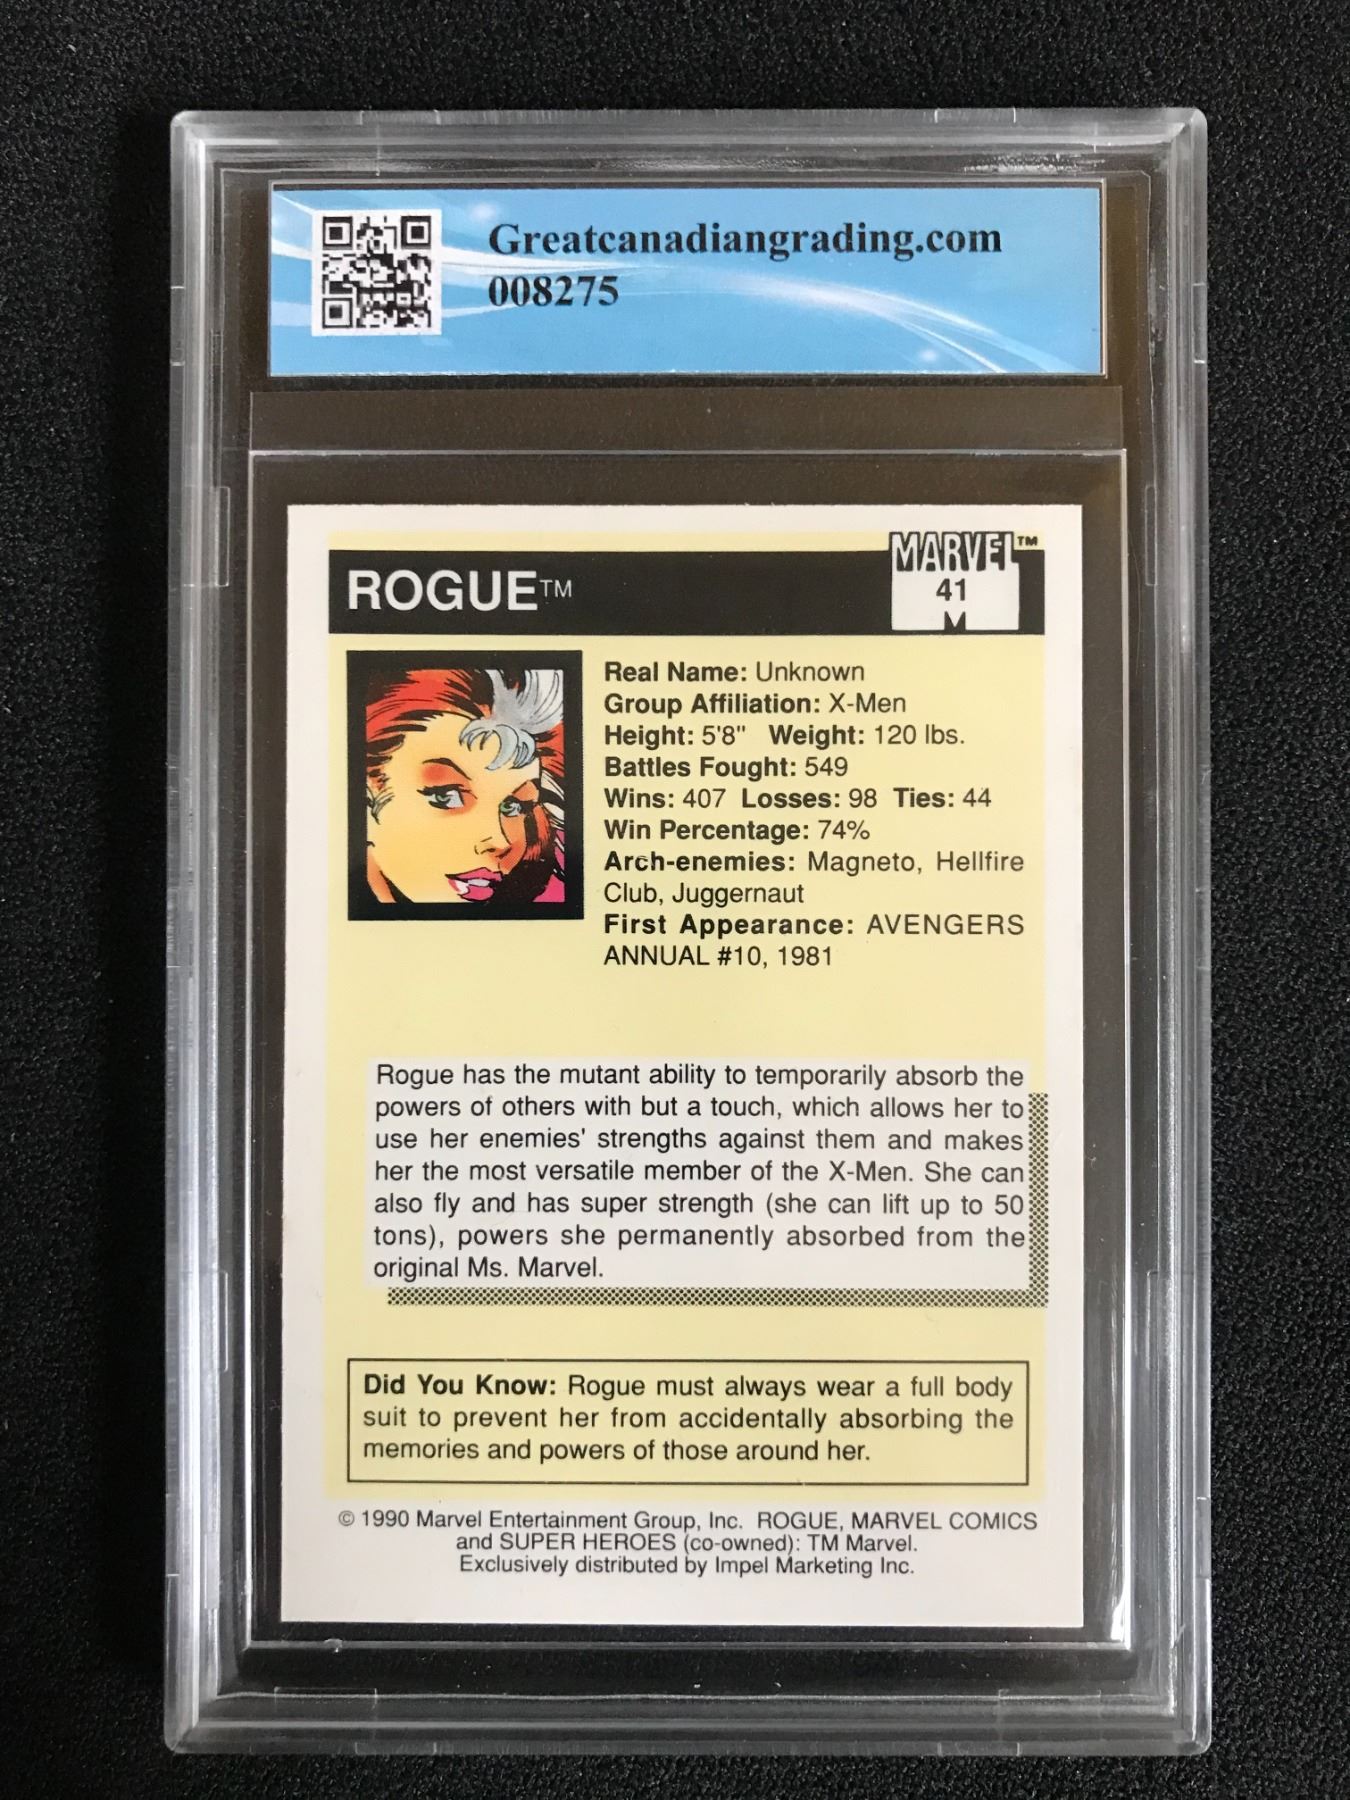 Greatcanadiangrading.com
008275
MARVEL™
ROGUE™
41
Real Name: Unknown
Group Affiliation: X-Men
Height: 5'8" Weight: 120 lbs.
Battles Fought: 549
Wins: 407 Losses: 98 Ties: 44
Win Percentage: 74%
Arch-enemies: Magneto, Hellfire
Club, Juggernaut
First Appearance: AVENGERS
ANNUAL #10, 1981
Rogue has the mutant ability to temporarily absorb the
powers of others with but a touch, which allows her to
use her enemies' strengths against them and makes
her the most versatile member of the X-Men. She can
also fly and has super strength (she can lift up to 50
tons), powers she permanently absorbed from the
original Ms. Marvel.
Did You Know: Rogue must always wear a full body
suit to prevent her from accidentally absorbing the
memories and powers of those around her.
© 1990 Marvel Entertainment Group, Inc. ROGUE, MARVEL COMICS
and SUPER HEROES (co-owned): TM Marvel.
Exclusively distributed by Impel Marketing Inc.